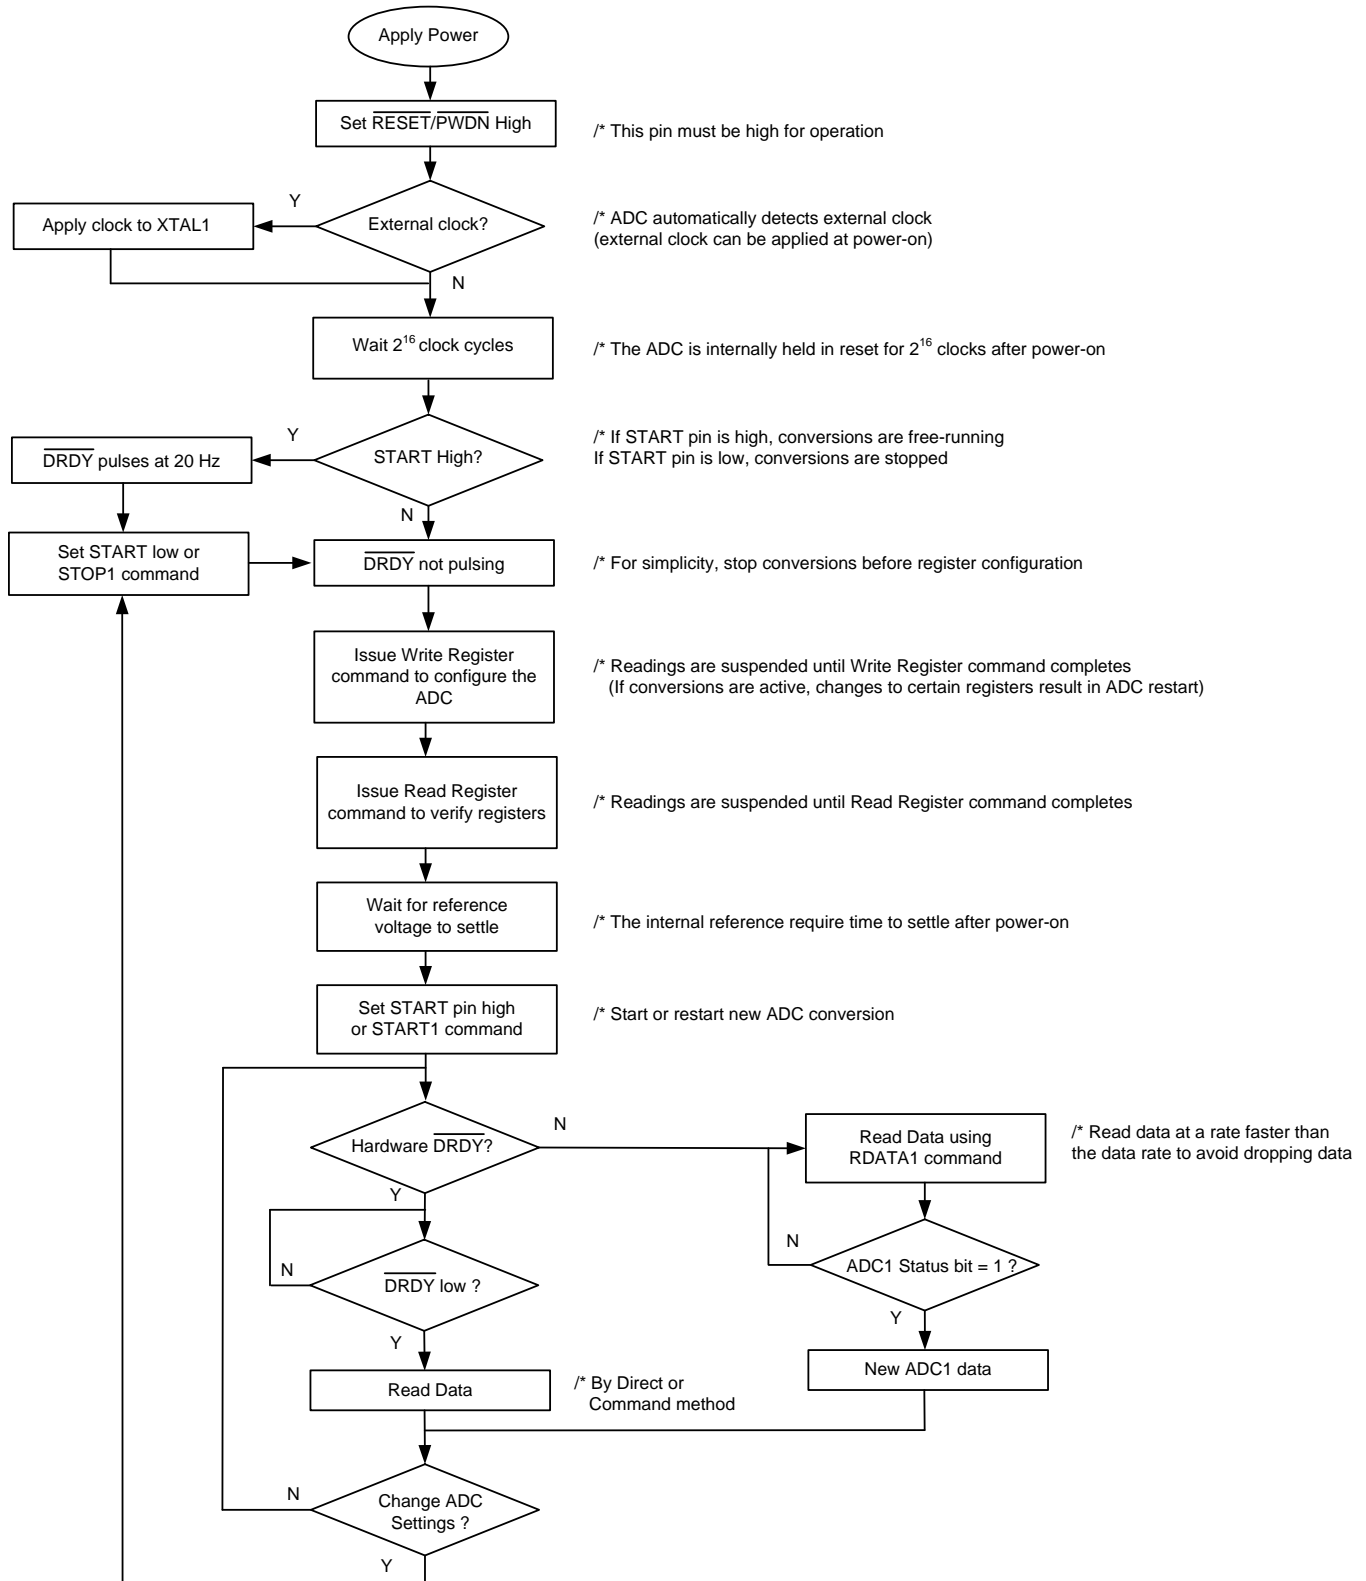 Apply Power
Set RESET/PWDN High
/* This pin must be high for operation
Y
Apply clock to XTAL1
External clock?
/* ADC automatically detects external clock
(external clock can be applied at power-on)
N
Wait 2^16 clock cycles
/* The ADC is internally held in reset for 2^16 clocks after power-on
Y
DRDY pulses at 20 Hz
START High?
/* If START pin is high, conversions are free-running
If START pin is low, conversions are stopped
N
Set START low or
STOP1 command
DRDY not pulsing
/* For simplicity, stop conversions before register configuration
Issue Write Register
command to configure the
ADC
/* Readings are suspended until Write Register command completes
(If conversions are active, changes to certain registers result in ADC restart)
Issue Read Register
command to verify registers
/* Readings are suspended until Read Register command completes
Wait for reference
voltage to settle
/* The internal reference require time to settle after power-on
Set START pin high
or START1 command
/* Start or restart new ADC conversion
Hardware DRDY?
N
Read Data using
RDATA1 command
/* Read data at a rate faster than
the data rate to avoid dropping data
Y
N
DRDY low ?
N
ADC1 Status bit = 1 ?
Y
Y
Read Data
/* By Direct or
Command method
New ADC1 data
N
Change ADC
Settings ?
Y